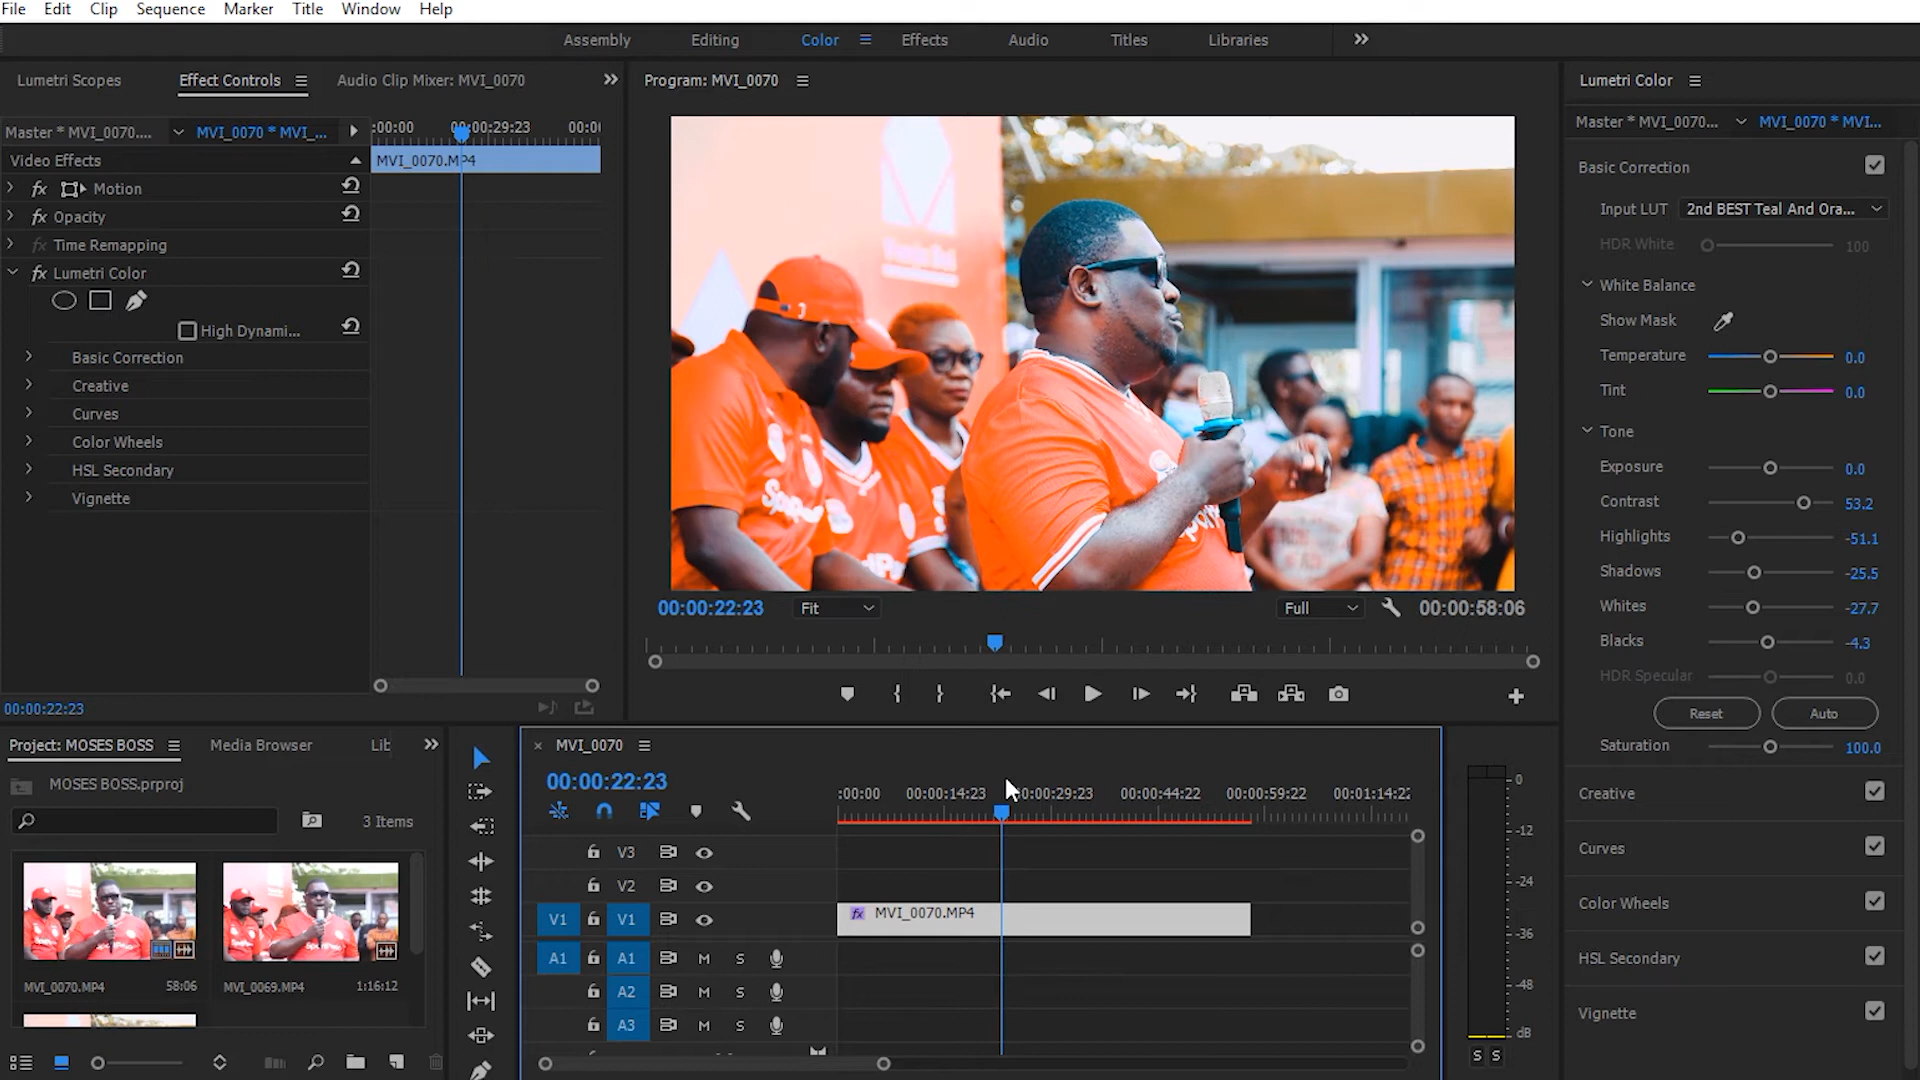 File Edit Clip Sequence Marker Title Window Help
Assembly Editing Color Effects Audio Titles Libraries
Lumetri Scopes Effect Controls Audio Clip Mixer: MVI_0070
Program: MVI_0070
Lumetri Color
Master * MVI_0070.... MVI_0070 * MVI_...
:00:00 00:00:29:23 00:0
Master * MVI_0070... MVI_0070 * MVI...
Video Effects
MVI_0070.MP4
fx Motion
fx Opacity
fx Time Remapping
fx Lumetri Color
High Dynami...
Basic Correction
Creative
Curves
Color Wheels
HSL Secondary
Vignette
00:00:22:23
00:00:22:23 Fit Full 00:00:58:06
Basic Correction
Input LUT 2nd BEST Teal And Ora...
HDR White 100
White Balance
Show Mask
Temperature 0.0
Tint 0.0
Tone
Exposure 0.0
Contrast 53.2
Highlights -51.1
Shadows -25.5
Whites -27.7
Blacks -4.3
HDR Specular 0.0
Reset Auto
Saturation 100.0
Creative
Curves
Color Wheels
HSL Secondary
Vignette
Project: MOSES BOSS Media Browser Lib
MOSES BOSS.prproj
3 Items
MVI_0070.MP4 58:06
MVI_0069.MP4 1:16:12
× MVI_0070
00:00:22:23
:00:00 00:00:14:23 00:00:29:23 00:00:44:22 00:00:59:22 00:01:14:22
V3
V2
V1 V1
fx MVI_0070.MP4
A1 A1 M S
A2 M S
A3 M S
0
-12
-24
-36
-48
dB
S S